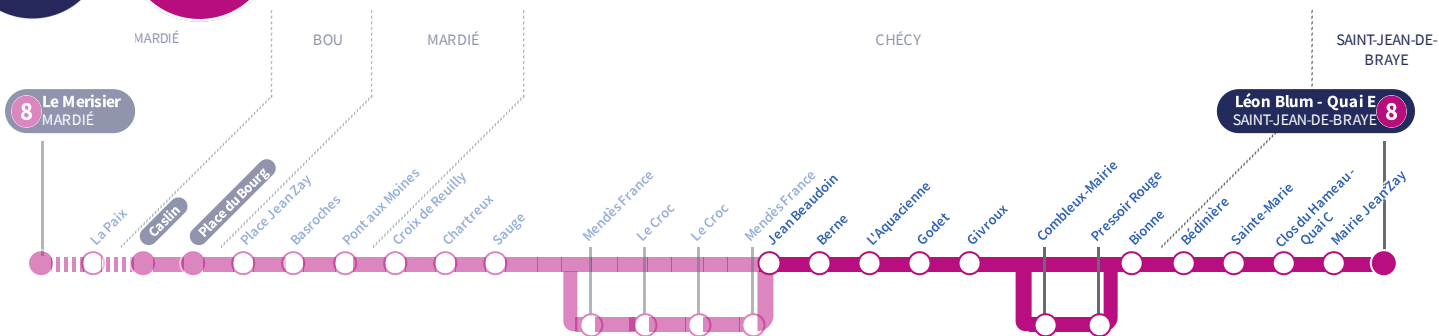 MARDIÉ
BOU
MARDIÉ
CHÉCY
SAINT-JEAN-DE-
BRAYE
8
Le Merisier
MARDIÉ
Léon Blum - Quai E
SAINT-JEAN-DE-BRAYE
8
La Paix
Caslin
Place du Bourg
Place Jean Zay
Basroches
Pont aux Moines
Croix de Reuilly
Chartreux
Sauge
Mendès France
Le Croc
Le Croc
Mendès France
Jean Beaudoin
Berne
L'Aquacienne
Godet
Givroux
Combleux-Mairie
Pressoir Rouge
Bionne
Bédinière
Sainte-Marie
Clos du Hameau-
Quai C
Mairie Jean Zay